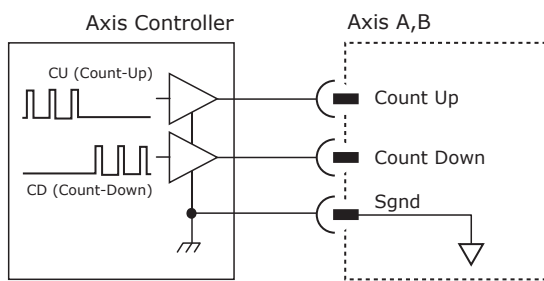 Axis Controller
Axis A,B
CU (Count-Up)
Count Up
Count Down
CD (Count-Down)
Sgnd